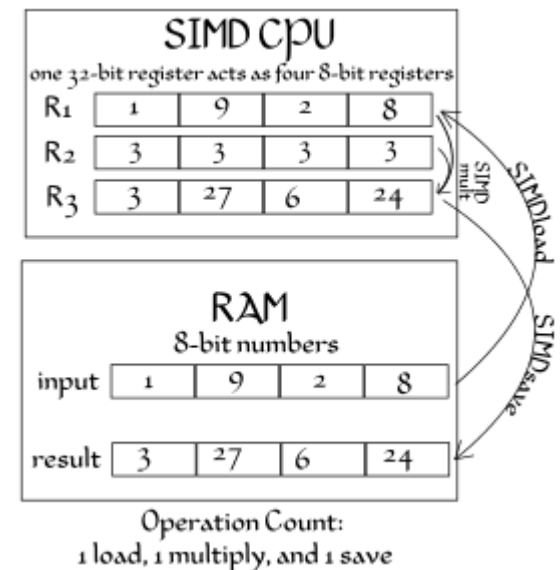 SIMD CPU
one 32-bit register acts as four 8-bit registers
R1 1 9 2 8
R2 3 3 3 3
R3 3 27 6 24
SIMD mult
SIMDload
SIMDsave
RAM
8-bit numbers
input 1 9 2 8
result 3 27 6 24
Operation Count:
1 load, 1 multiply, and 1 save